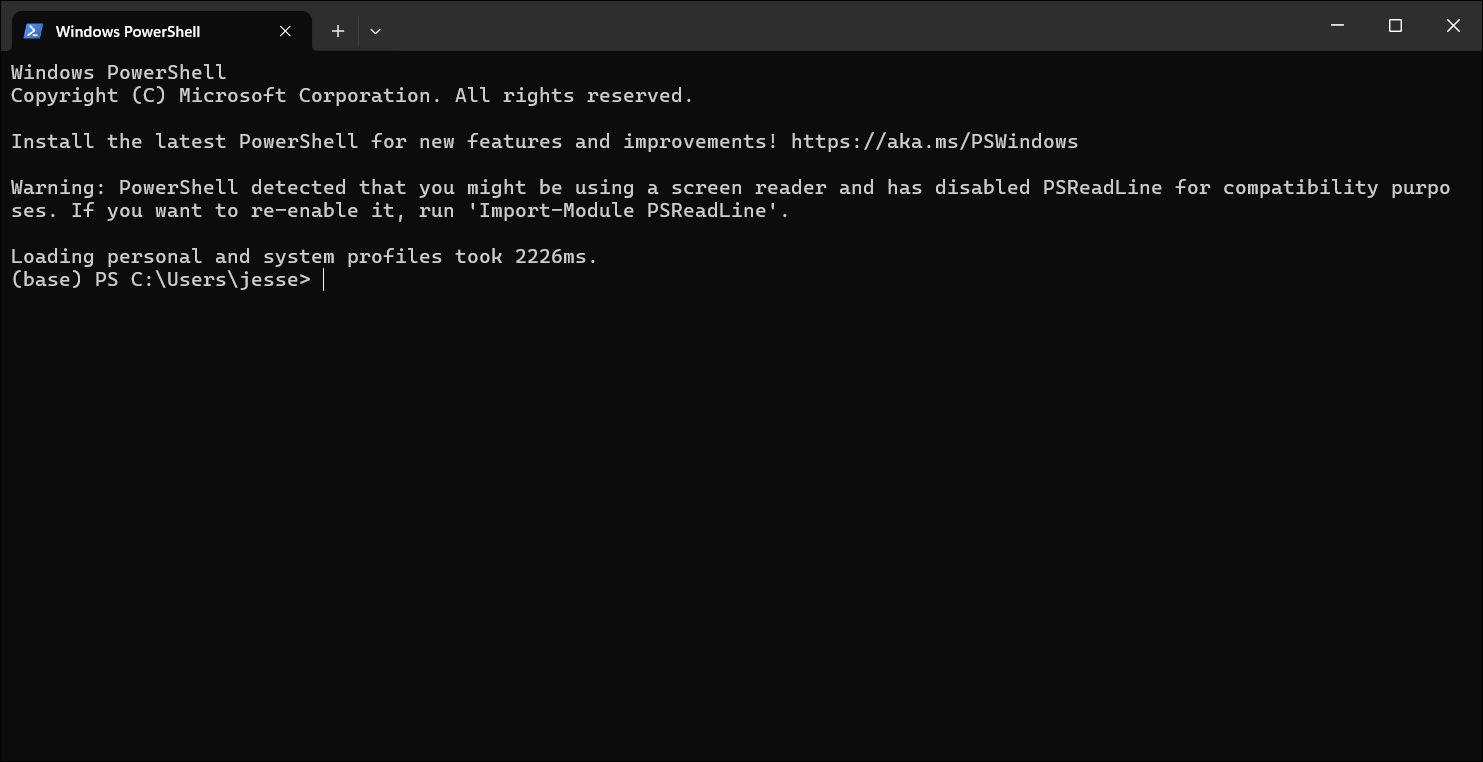 Windows PowerShell
Windows PowerShell
Copyright (C) Microsoft Corporation. All rights reserved.
Install the latest PowerShell for new features and improvements! https://aka.ms/PSWindows
Warning: PowerShell detected that you might be using a screen reader and has disabled PSReadLine for compatibility purpo
ses. If you want to re-enable it, run 'Import-Module PSReadLine'.
Loading personal and system profiles took 2226ms.
(base) PS C:\Users\jesse>